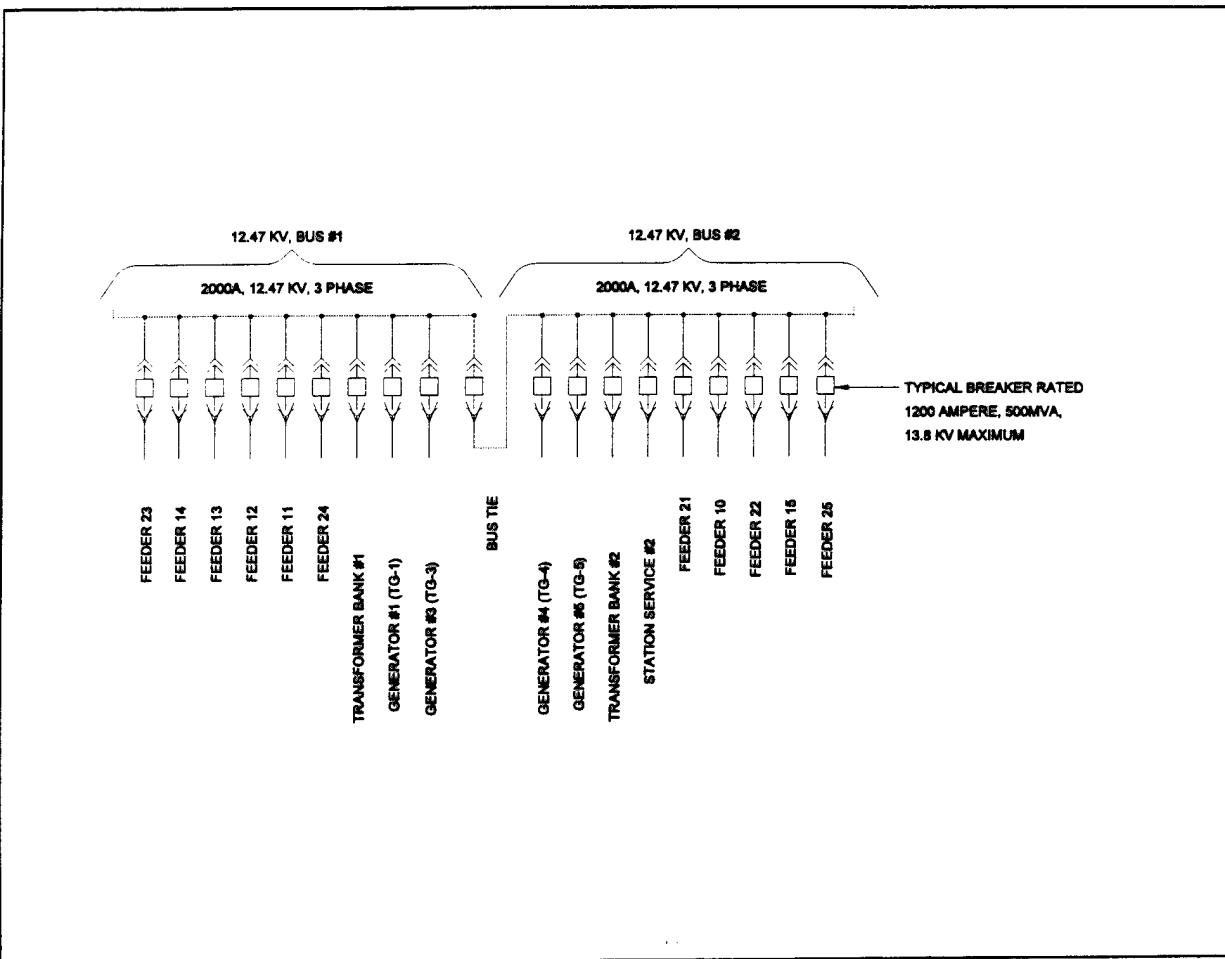 12.47 KV, BUS #1
12.47 KV, BUS #2
2000A, 12.47 KV, 3 PHASE
2000A, 12.47 KV, 3 PHASE
TYPICAL BREAKER RATED
1200 AMPERE, 500MVA,
13.8 KV MAXIMUM
FEEDER 23
FEEDER 14
FEEDER 13
FEEDER 12
FEEDER 11
FEEDER 24
TRANSFORMER BANK #1
GENERATOR #1 (TG-1)
GENERATOR #3 (TG-3)
BUS TIE
GENERATOR #4 (TG-4)
GENERATOR #5 (TG-5)
TRANSFORMER BANK #2
STATION SERVICE #2
FEEDER 21
FEEDER 10
FEEDER 22
FEEDER 15
FEEDER 25